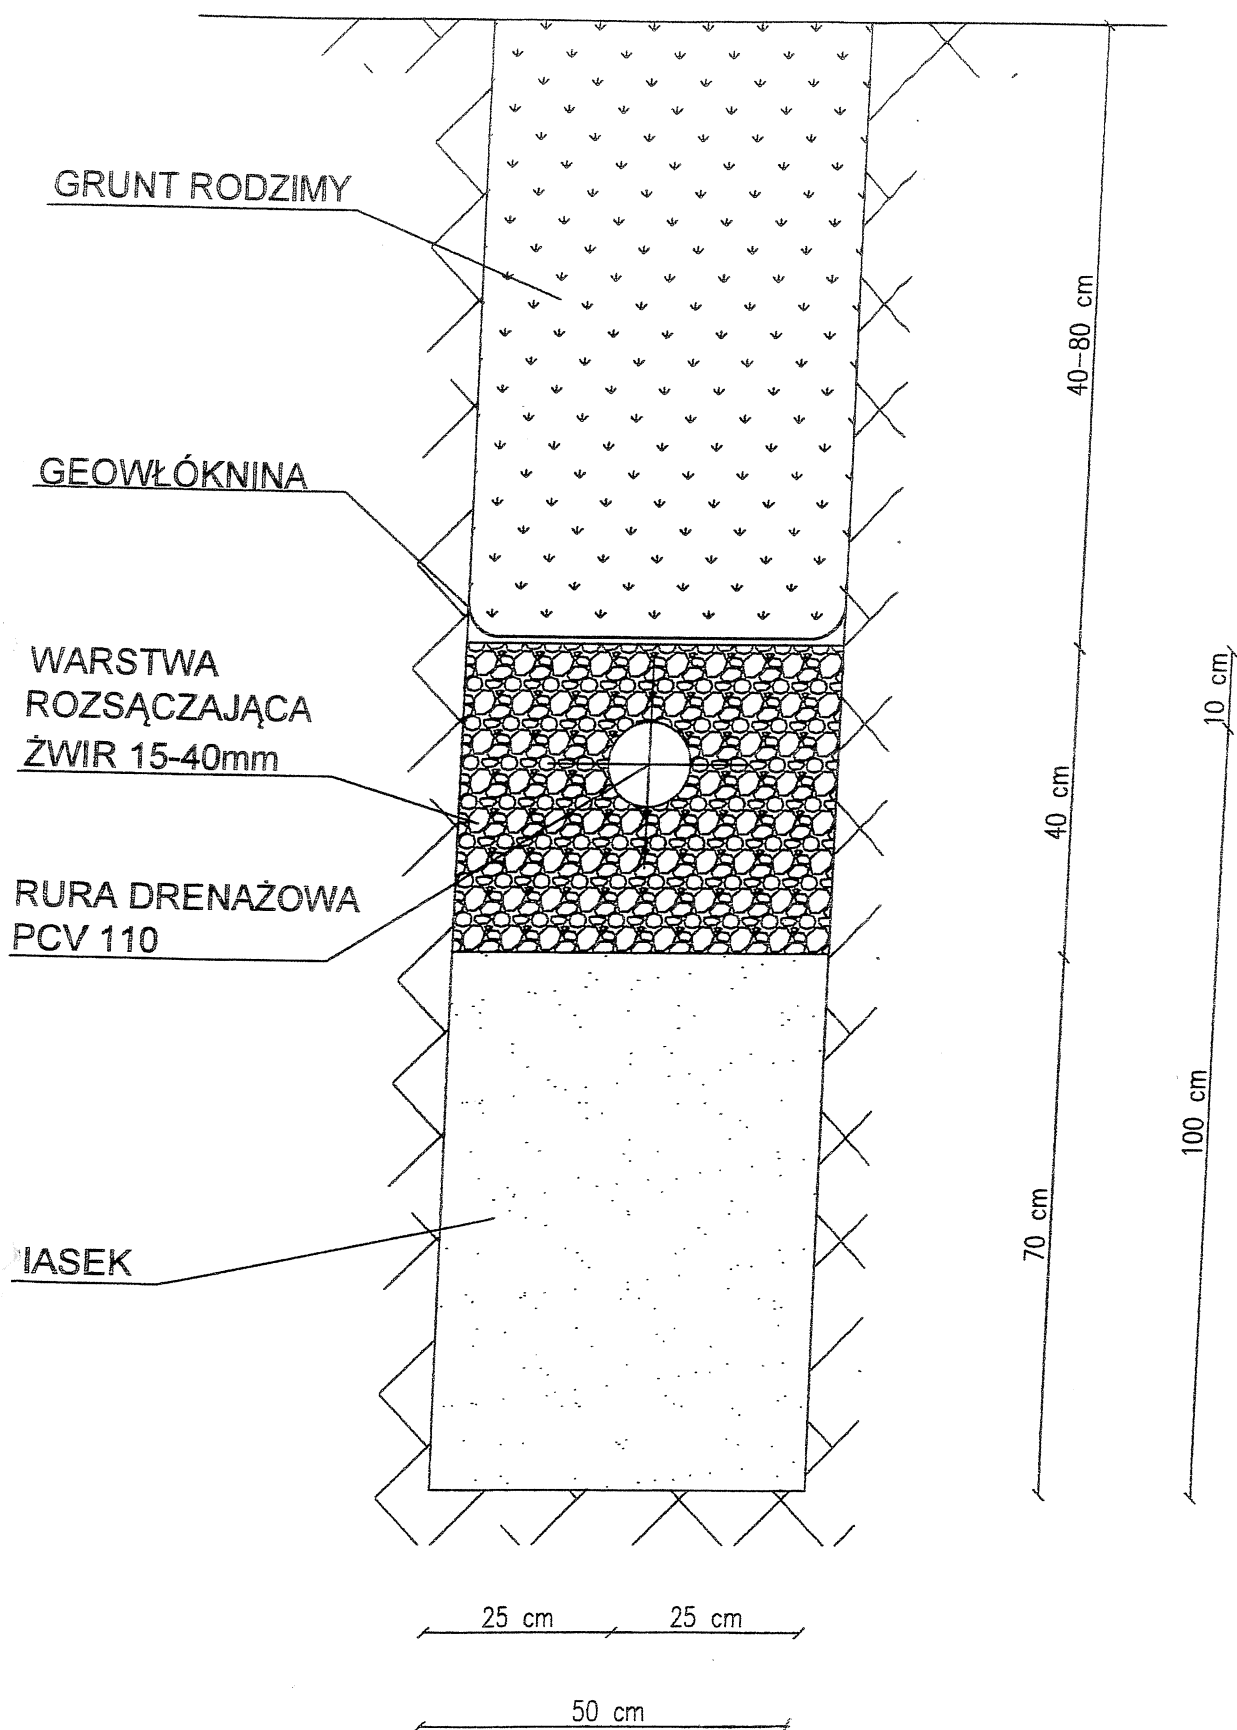 GRUNT RODZIMY
40-80 cm
GEOWŁÓKNINA
WARSTWA
ROZSĄCZAJĄCA
ŻWIR 15-40mm
10 cm
40 cm
RURA DRENAŻOWA
PCV 110
100 cm
70 cm
IASEK
25 cm 25 cm
50 cm